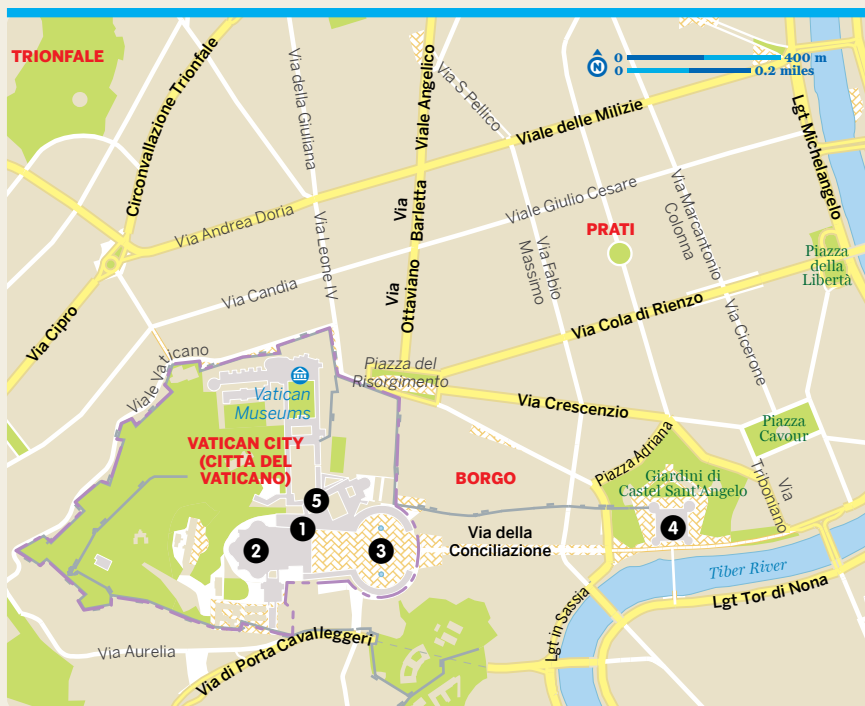 TRIONFALE
Circonvallazione Trionfale
Via della Giuliana
Viale Angelico
Via S Pellico
N
0 400 m
0 0.2 miles
Viale delle Milizie
Lgt Michelangelo
Via Andrea Doria
Via Leone IV
Via
Barletta
Viale Giulio Cesare
PRATI
Via Marcantonio
Colonna
Via Fabio
Massimo
Piazza
della
Libertà
Via Cipro
Via Candia
Via
Ottaviano
Via Cola di Rienzo
Via Cicerone
Viale Vaticano
Piazza del
Risorgimento
Vatican
Museums
Via Crescenzio
Piazza
Cavour
VATICAN CITY
(CITTÀ DEL
VATICANO)
BORGO
Piazza Adriana
Giardini di
Castel Sant'Angelo
Via
Triboniano
5
1
2
3
4
Via della
Conciliazione
Tiber River
Lgt in Sassia
Lgt Tor di Nona
Via Aurelia
Via di Porta Cavalleggeri